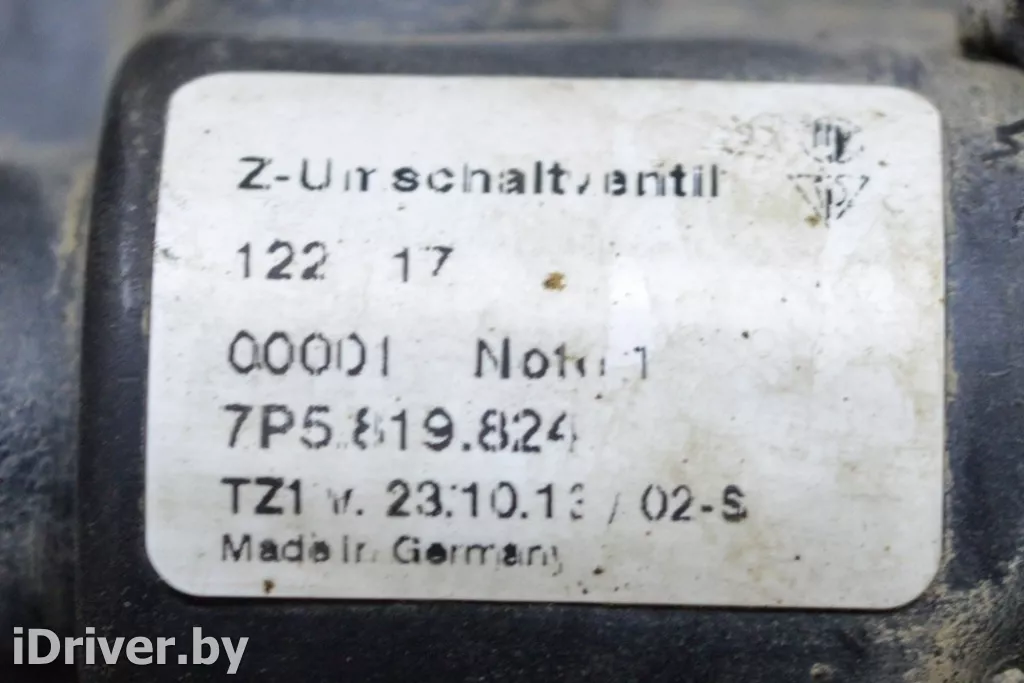 Z-Umschaltventil
122 17
00001 Motor 1
7P5.819.824
TZ1 v. 23.10.13 / 02-S
Made in Germany
iDriver.by